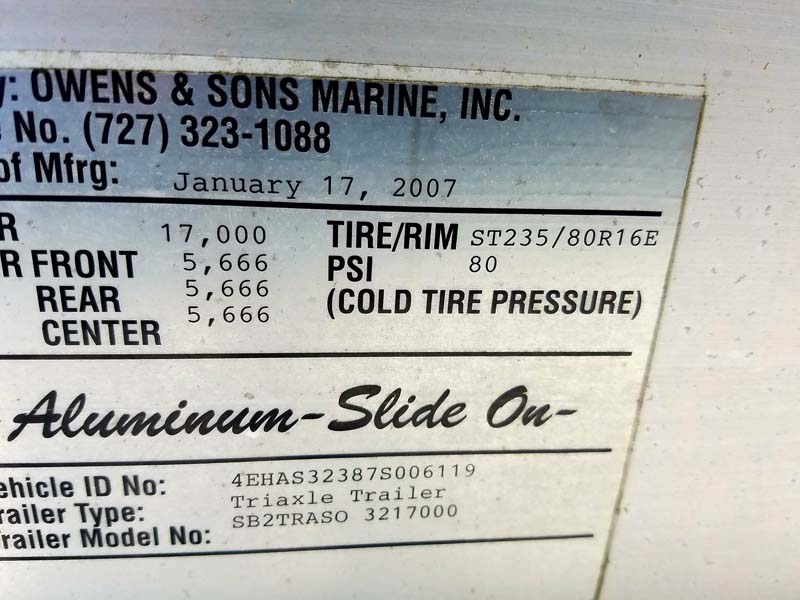 y: OWENS & SONS MARINE, INC.
s No. (727) 323-1088
of Mfrg: January 17, 2007
R 17,000 TIRE/RIM ST235/80R16E
R FRONT 5,666 PSI 80
REAR 5,666 (COLD TIRE PRESSURE)
CENTER 5,666
- Aluminum-Slide On-
ehicle ID No: 4EHAS32387S006119
railer Type: Triaxle Trailer
railer Model No: SB2TRASO 3217000